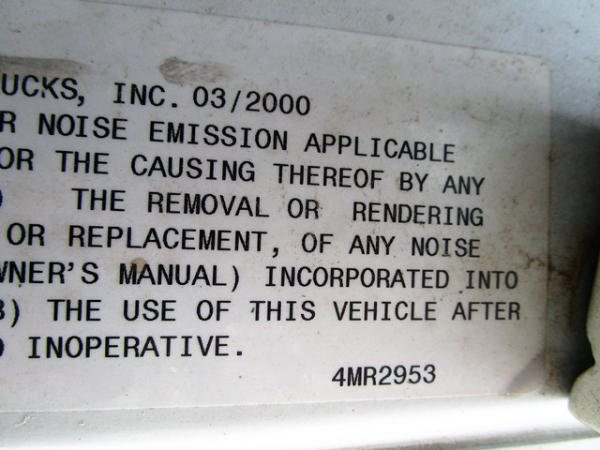 UCKS, INC. 03/2000
R NOISE EMISSION APPLICABLE
OR THE CAUSING THEREOF BY ANY
) THE REMOVAL OR RENDERING
OR REPLACEMENT, OF ANY NOISE
WNER'S MANUAL) INCORPORATED INTO
B) THE USE OF THIS VEHICLE AFTER
) INOPERATIVE.
4MR2953